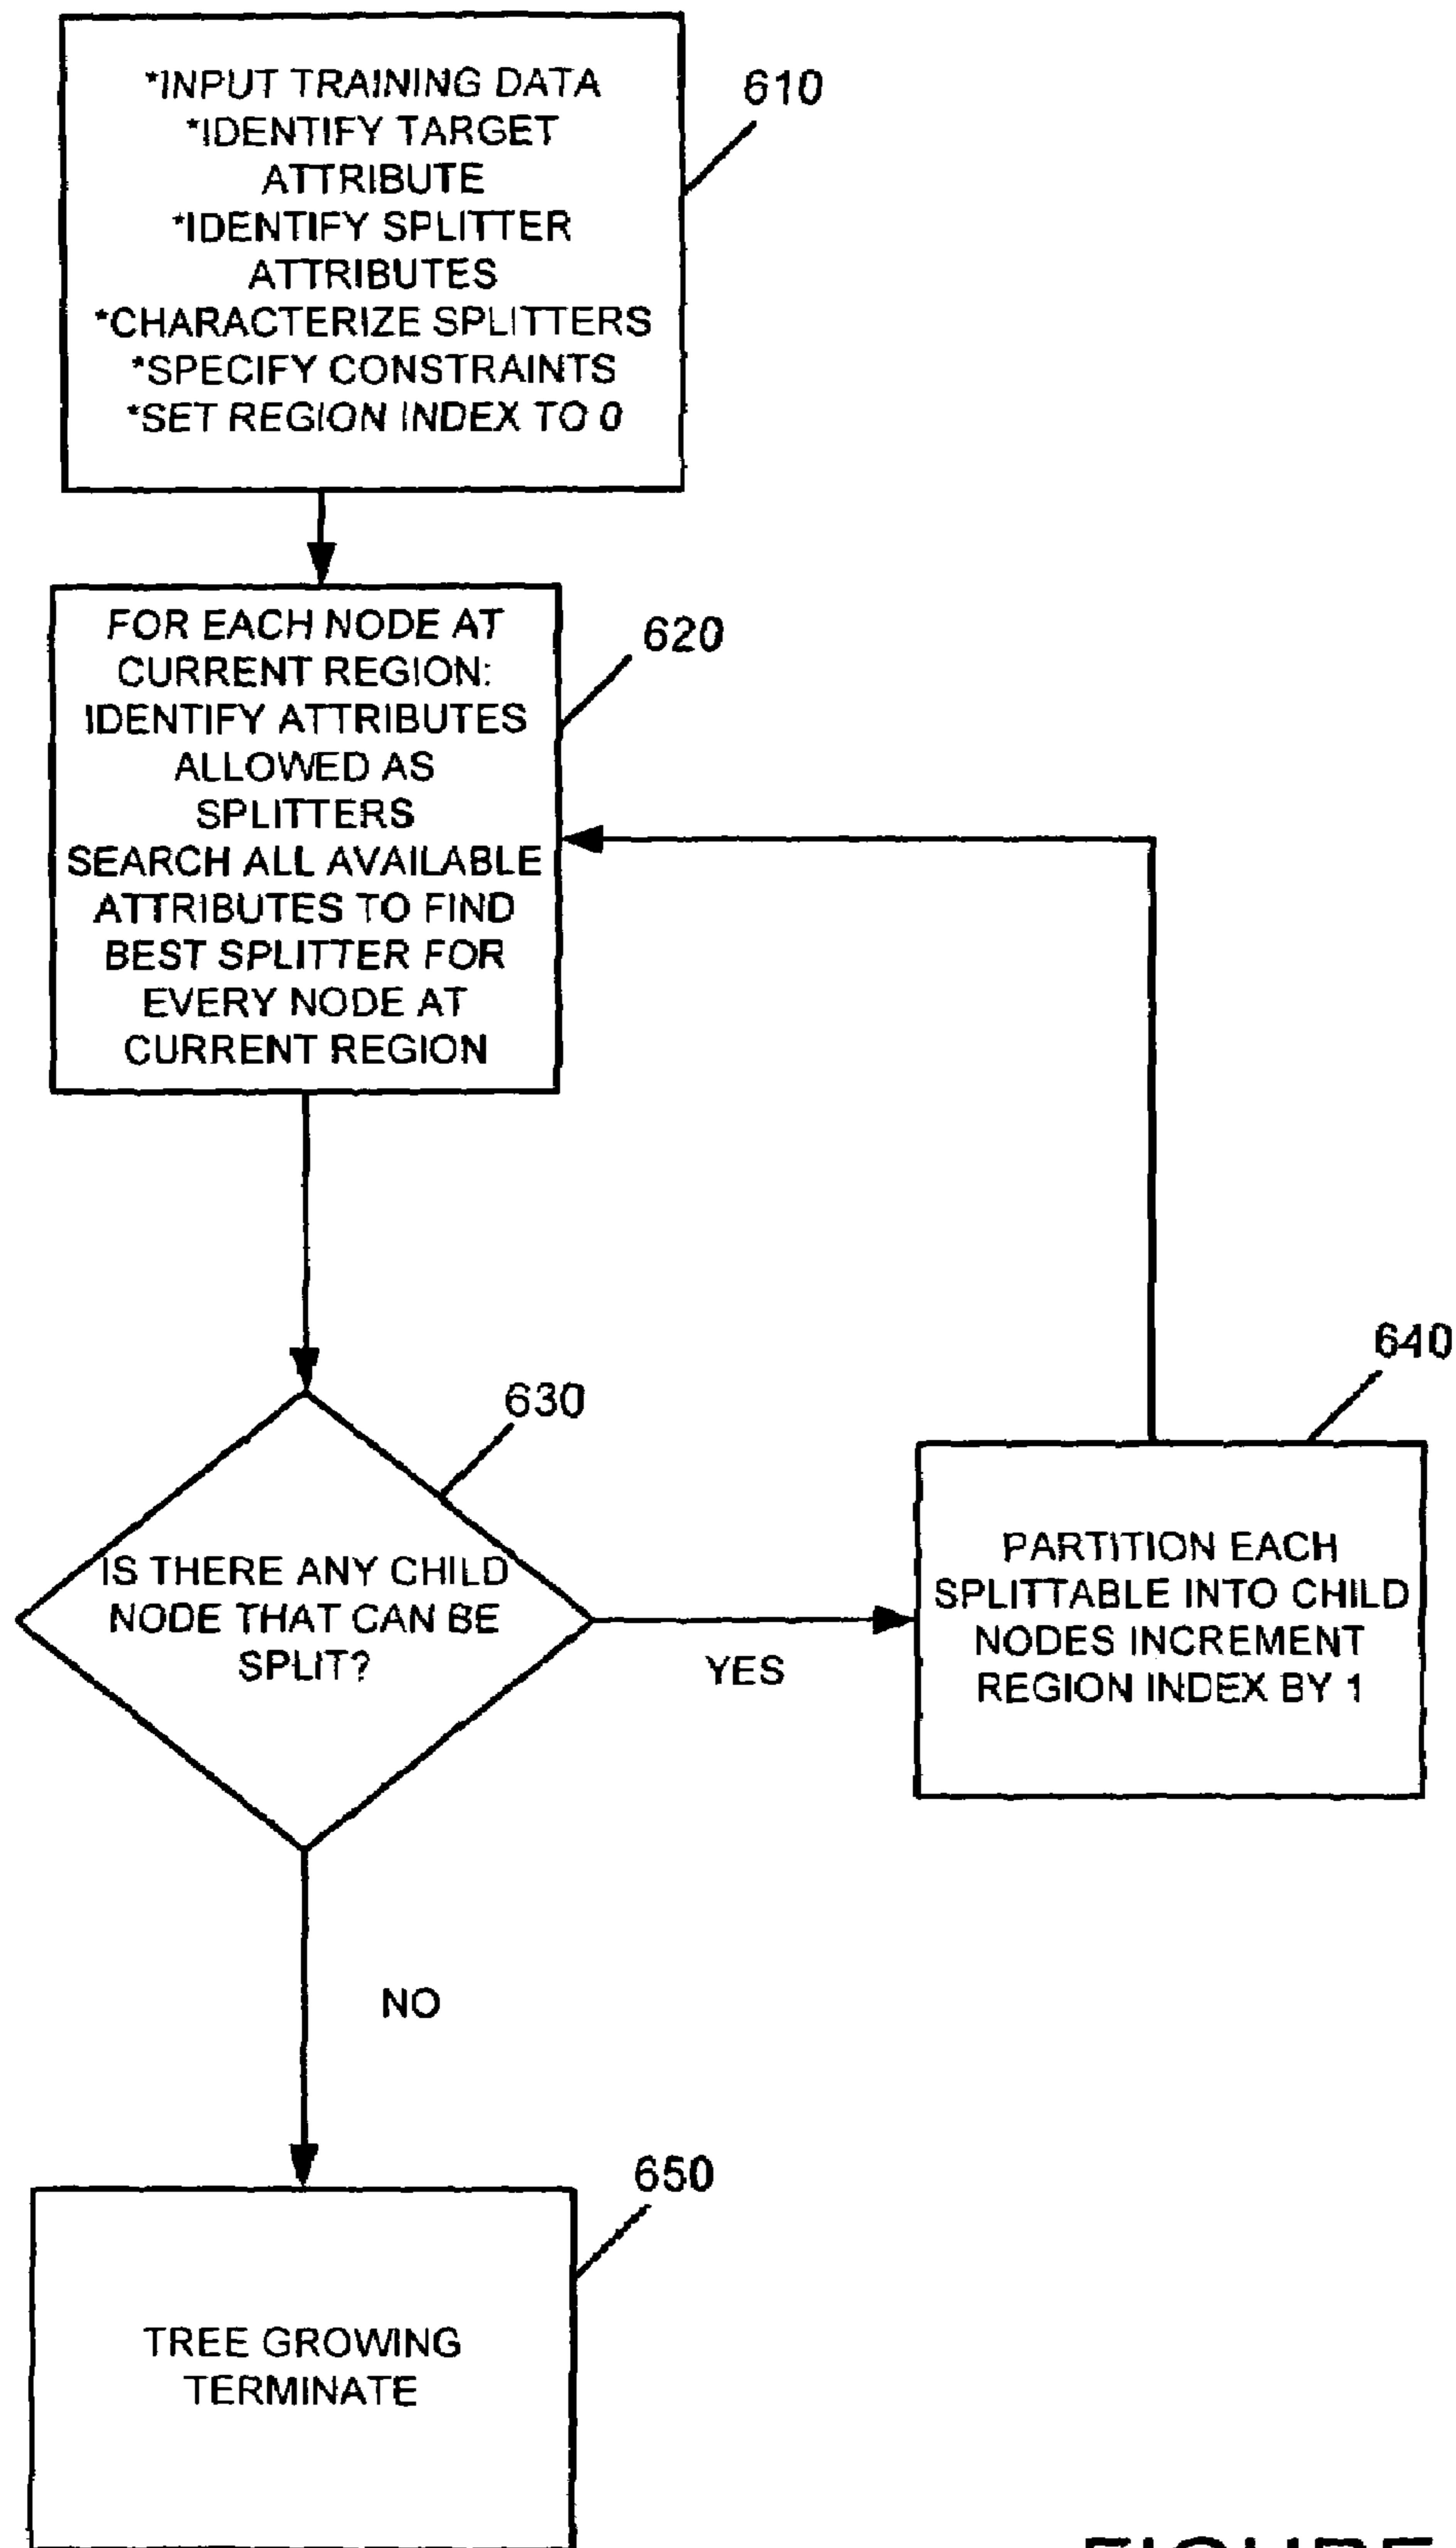 *INPUT TRAINING DATA
*IDENTIFY TARGET
ATTRIBUTE
*IDENTIFY SPLITTER
ATTRIBUTES
*CHARACTERIZE SPLITTERS
*SPECIFY CONSTRAINTS
*SET REGION INDEX TO 0
610
FOR EACH NODE AT
CURRENT REGION:
IDENTIFY ATTRIBUTES
ALLOWED AS
SPLITTERS
SEARCH ALL AVAILABLE
ATTRIBUTES TO FIND
BEST SPLITTER FOR
EVERY NODE AT
CURRENT REGION
620
630
IS THERE ANY CHILD
NODE THAT CAN BE
SPLIT?
YES
640
PARTITION EACH
SPLITTABLE INTO CHILD
NODES INCREMENT
REGION INDEX BY 1
NO
650
TREE GROWING
TERMINATE
FIGURE